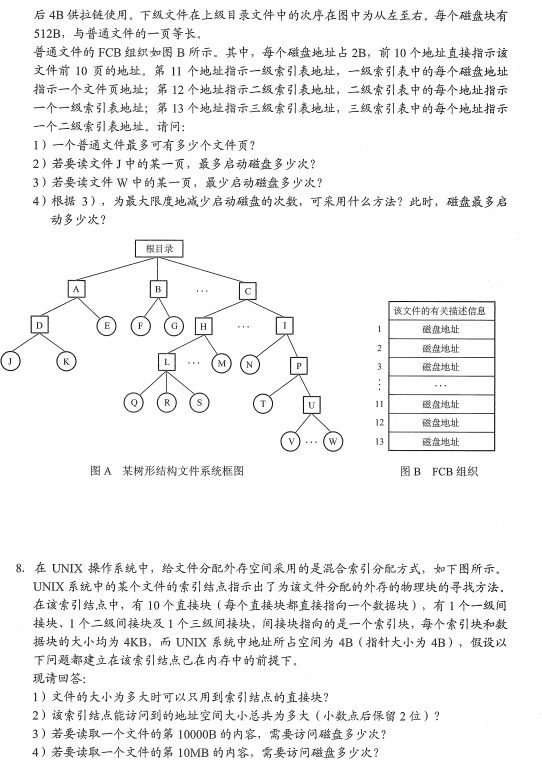 后 4B 供拉链使用。下级文件在上级目录文件中的次序在图中为从左至右。每个磁盘块有
512B，与普通文件的一页等长。
普通文件的 FCB 组织如图 B 所示。其中，每个磁盘地址占 2B，前 10 个地址直接指示该
文件前 10 页的地址。第 11 个地址指示一级索引表地址，一级索引表中的每个磁盘地址
指示一个文件页地址；第 12 个地址指示二级索引表地址，二级索引表中的每个地址指示
一个一级索引表地址；第 13 个地址指示三级索引表地址，三级索引表中的每个地址指示
一个二级索引表地址。请问：
1）一个普通文件最多可有多少个文件页？
2）若要读文件 J 中的某一页，最多启动磁盘多少次？
3）若要读文件 W 中的某一页，最少启动磁盘多少次？
4）根据 3），为最大限度地减少启动磁盘的次数，可采用什么方法？此时，磁盘最多启
动多少次？
根目录
A B … C
D E F G H … I
J K L … M N P
Q R S T U
V … W
图 A 某树形结构文件系统框图
该文件的有关描述信息
1 磁盘地址
2 磁盘地址
3 磁盘地址
⋮ …
11 磁盘地址
12 磁盘地址
13 磁盘地址
图 B FCB 组织
8. 在 UNIX 操作系统中，给文件分配外存空间采用的是混合索引分配方式，如下图所示。
UNIX 系统中的某个文件的索引结点指示出了为该文件分配的外存的物理块的寻找方法。
在该索引结点中，有 10 个直接块（每个直接块都直接指向一个数据块），有 1 个一级间
接块、1 个二级间接块及 1 个三级间接块，间接块指向的是一个索引块，每个索引块和数
据块的大小均为 4KB，而 UNIX 系统中地址所占空间为 4B（指针大小为 4B），假设以
下问题都建立在该索引结点已在内存中的前提下。
现请回答：
1）文件的大小为多大时可以只用到索引结点的直接块？
2）该索引结点能访问到的地址空间大小总共为多大（小数点后保留 2 位）？
3）若要读取一个文件的第 10000B 的内容，需要访问磁盘多少次？
4）若要读取一个文件的第 10MB 的内容，需要访问磁盘多少次？